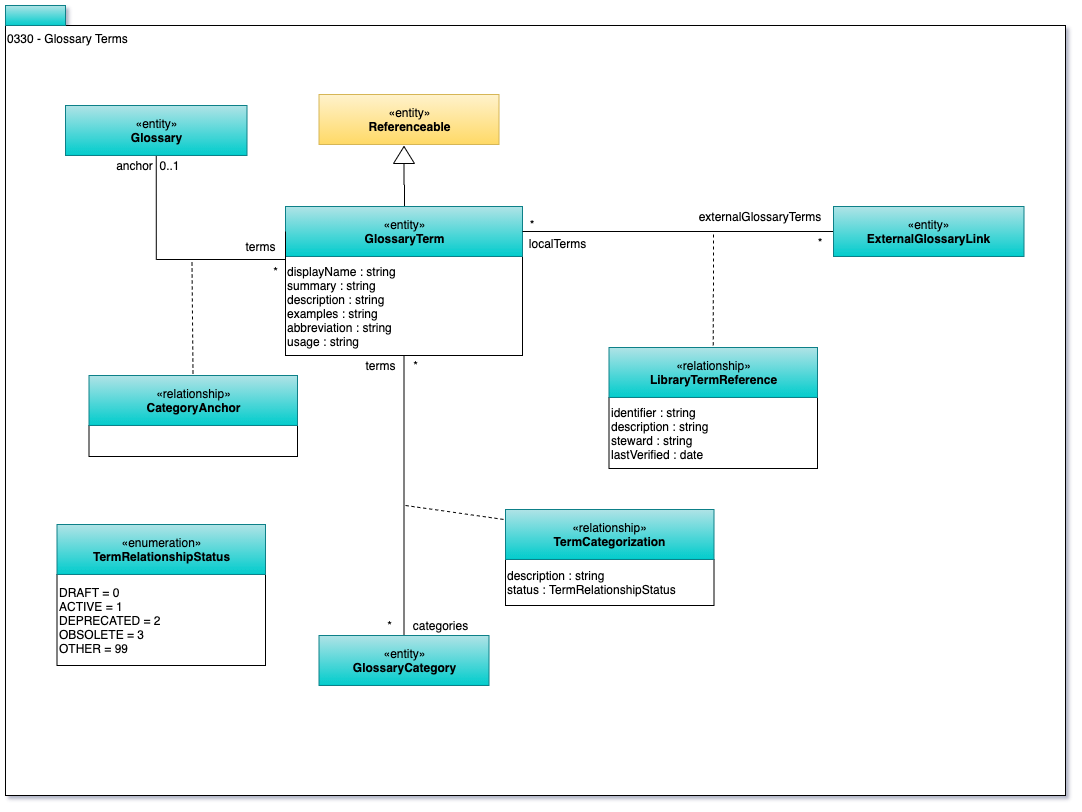 0330 - Glossary Terms
«entity»
Glossary
«entity»
Referenceable
anchor 0..1
«entity»
GlossaryTerm
displayName : string
summary : string
description : string
examples : string
abbreviation : string
usage : string
terms
*
*
localTerms
externalGlossaryTerms
*
«entity»
ExternalGlossaryLink
«relationship»
CategoryAnchor
terms *
«relationship»
LibraryTermReference
identifier : string
description : string
steward : string
lastVerified : date
«enumeration»
TermRelationshipStatus
DRAFT = 0
ACTIVE = 1
DEPRECATED = 2
OBSOLETE = 3
OTHER = 99
«relationship»
TermCategorization
description : string
status : TermRelationshipStatus
* categories
«entity»
GlossaryCategory